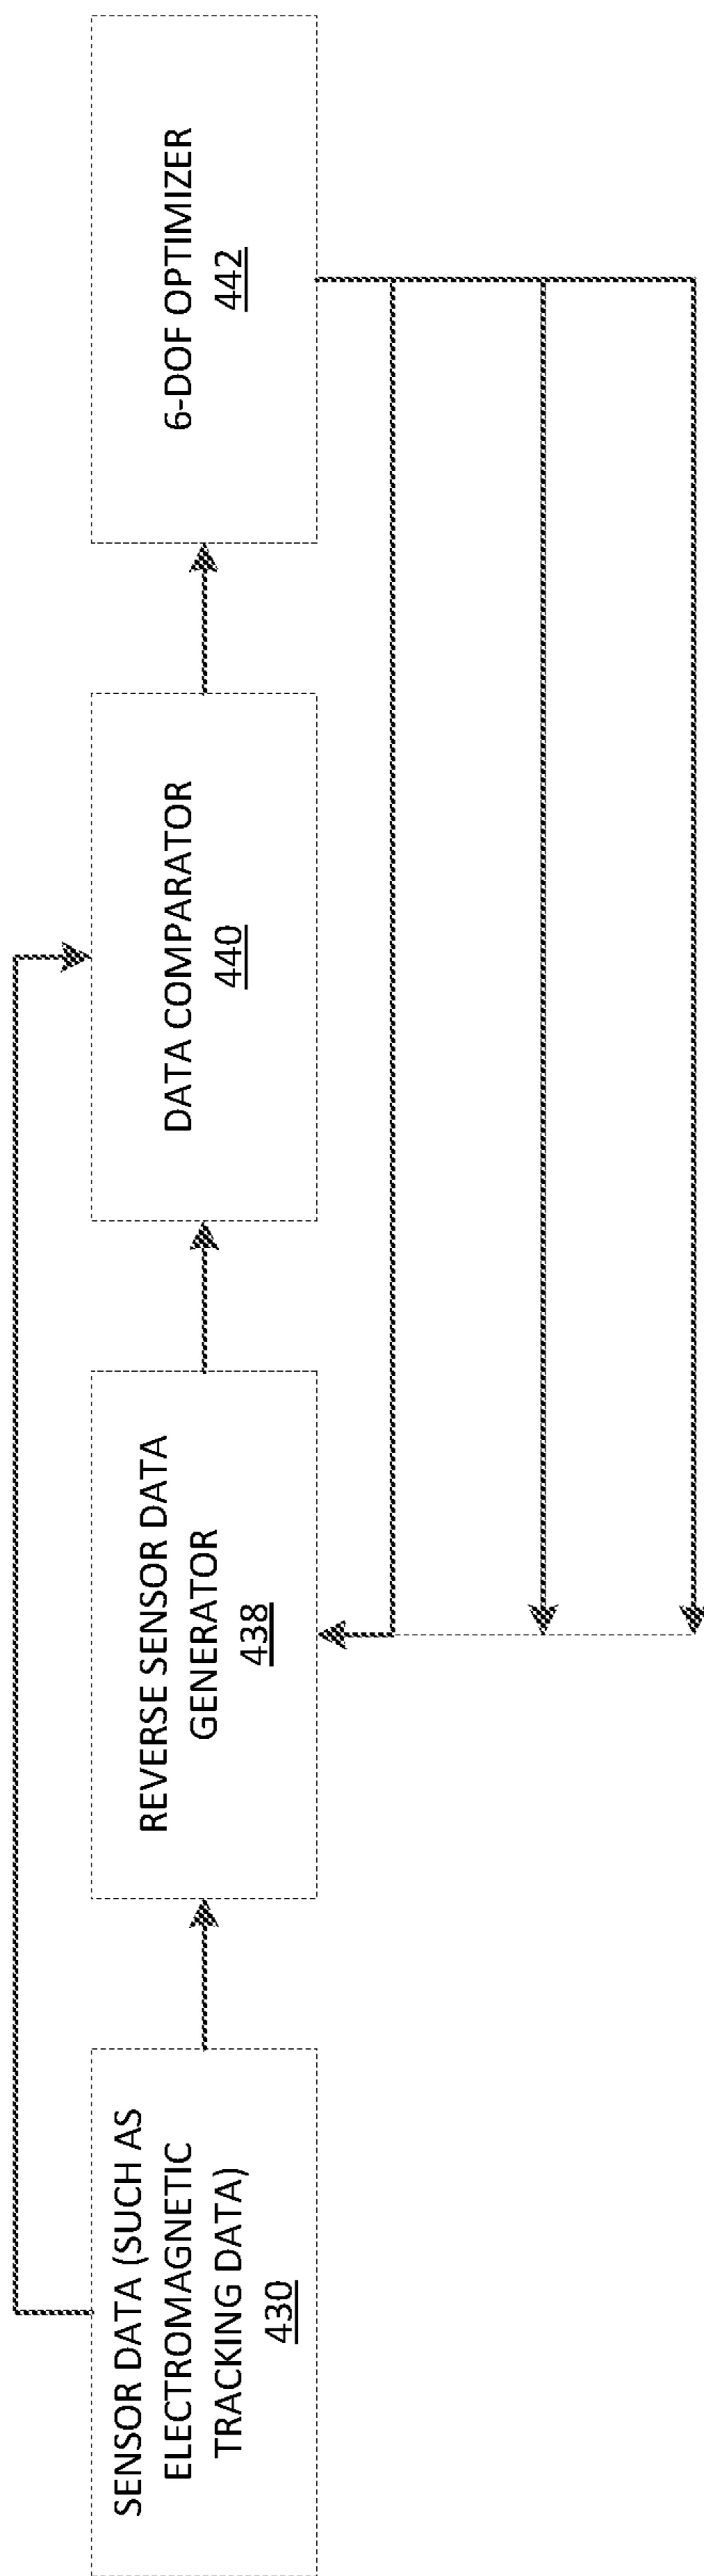 SENSOR DATA (SUCH AS
ELECTROMAGNETIC
TRACKING DATA)
430
REVERSE SENSOR DATA
GENERATOR
438
DATA COMPARATOR
440
6-DOF OPTIMIZER
442